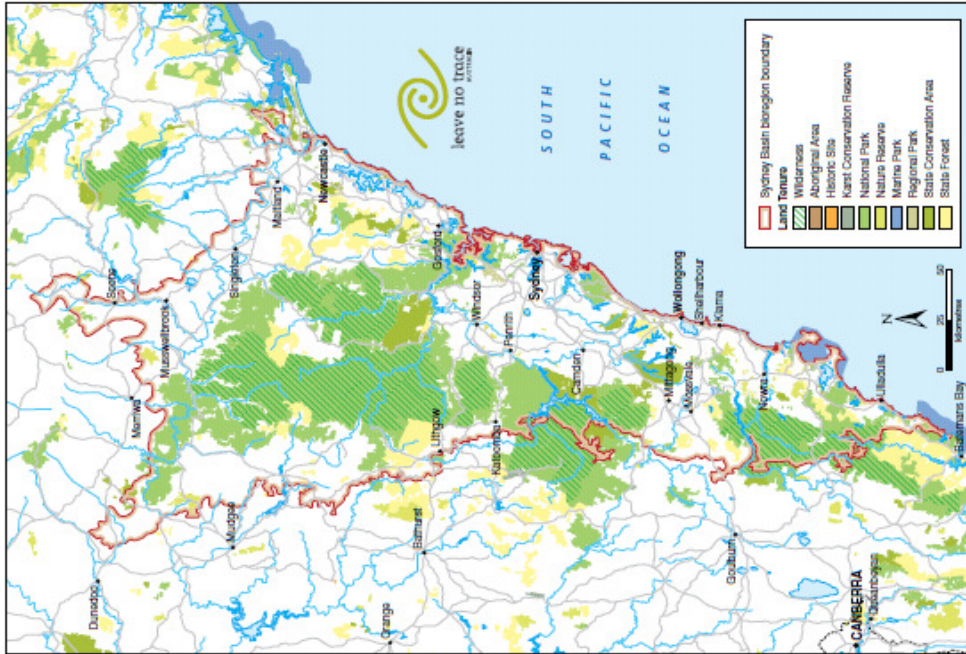 Dunedoo
Merriwa
Scone
Muswellbrook
Mudgee
Singleton
Maitland
Newcastle
Orange
Bathurst
Lithgow
Gosford
Katoomba
Windsor
Penrith
Sydney
Camden
Mittagong
Mossvale
Wollongong
Shellharbour
Kiama
Goulburn
Nowra
CANBERRA
Queanbeyan
Ulladulla
Batemans Bay
leave no trace
AUSTRALIA
SOUTH
PACIFIC
OCEAN
N
0 25 50
kilometres
Sydney Basin bioregion boundary
Land Tenure
Wilderness
Aboriginal Area
Historic Site
Karst Conservation Reserve
National Park
Nature Reserve
Marine Park
Regional Park
State Conservation Area
State Forest